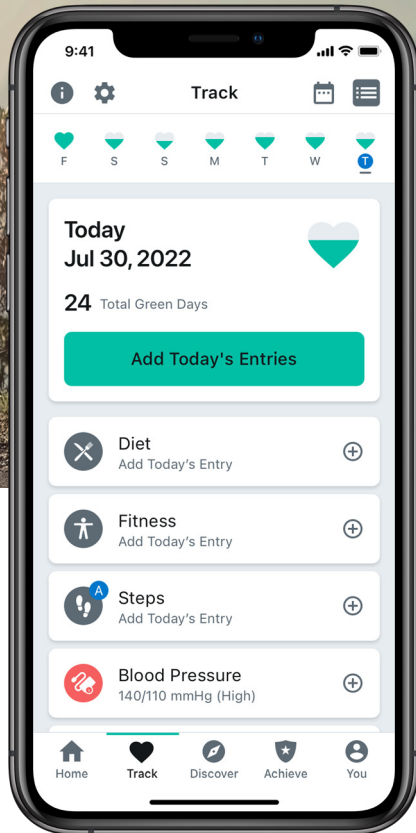 9:41
Track
F S S M T W T
Today
Jul 30, 2022
24 Total Green Days
Add Today's Entries
Diet
Add Today's Entry
Fitness
Add Today's Entry
A
Steps
Add Today's Entry
Blood Pressure
140/110 mmHg (High)
Home Track Discover Achieve You